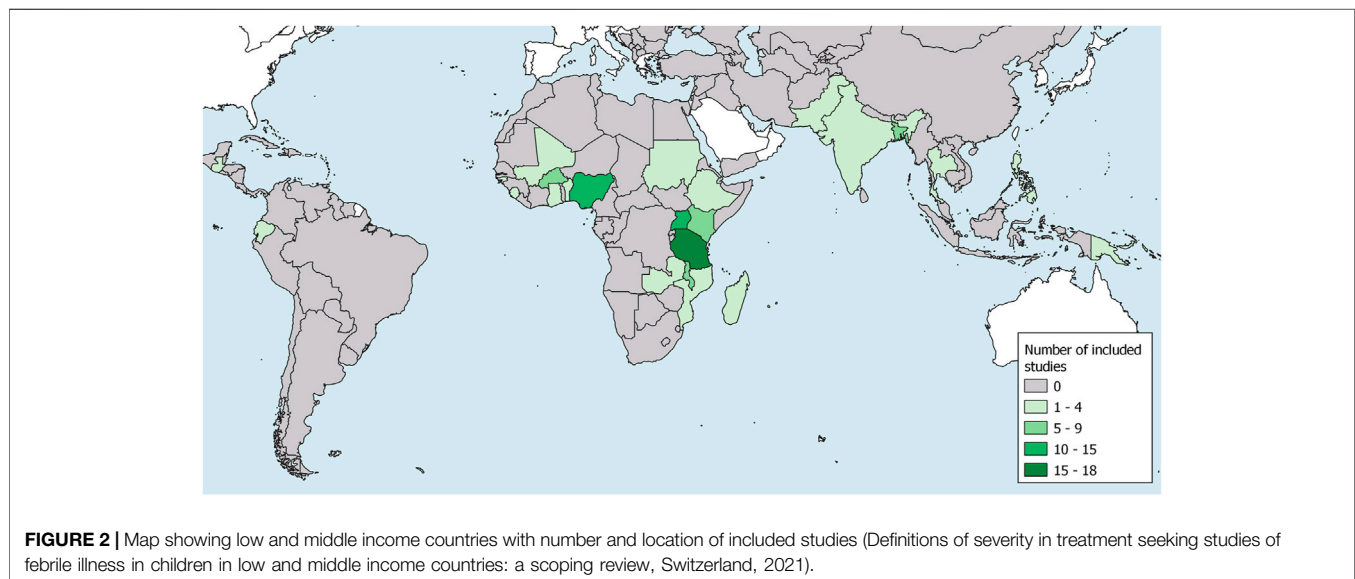 Number of included
studies
0
1 - 4
5 - 9
10 - 15
15 - 18
FIGURE 2 | Map showing low and middle income countries with number and location of included studies (Definitions of severity in treatment seeking studies of
febrile illness in children in low and middle income countries: a scoping review, Switzerland, 2021).